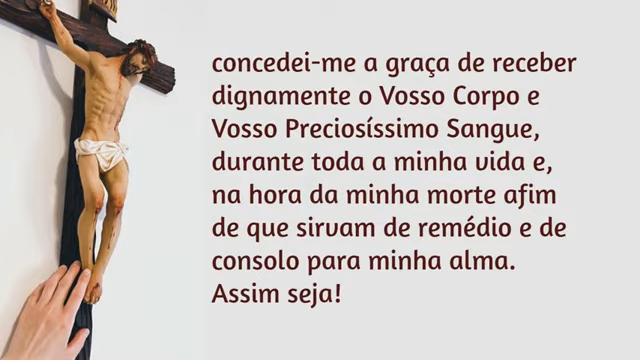 concedei-me a graça de receber
dignamente o Vosso Corpo e
Vosso Preciosíssimo Sangue,
durante toda a minha vida e,
na hora da minha morte afim
de que sirvam de remédio e de
consolo para minha alma.
Assim seja!